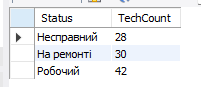 Status TechCount
Несправний 28
На ремонті 30
Робочий 42